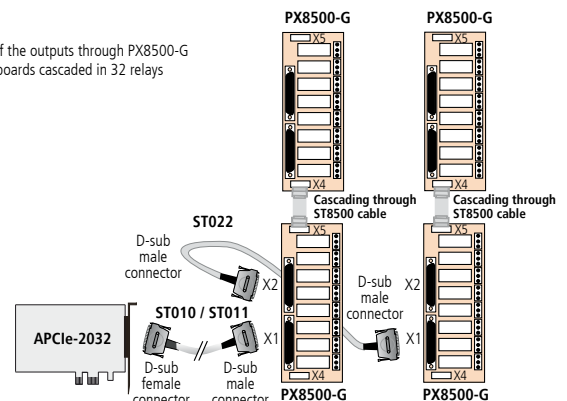 PX8500-G PX8500-G
X5 X5
f the outputs through PX8500-G
boards cascaded in 32 relays
X4 X4
Cascading through
ST8500 cable
Cascading through
ST8500 cable
X5 X5
ST022
D-sub
male
connector
X2
D-sub
male
connector
X2
ST010 / ST011
APCIe-2032
X1
X1
D-sub
female
connector
D-sub
male
connector
X4 X4
PX8500-G PX8500-G